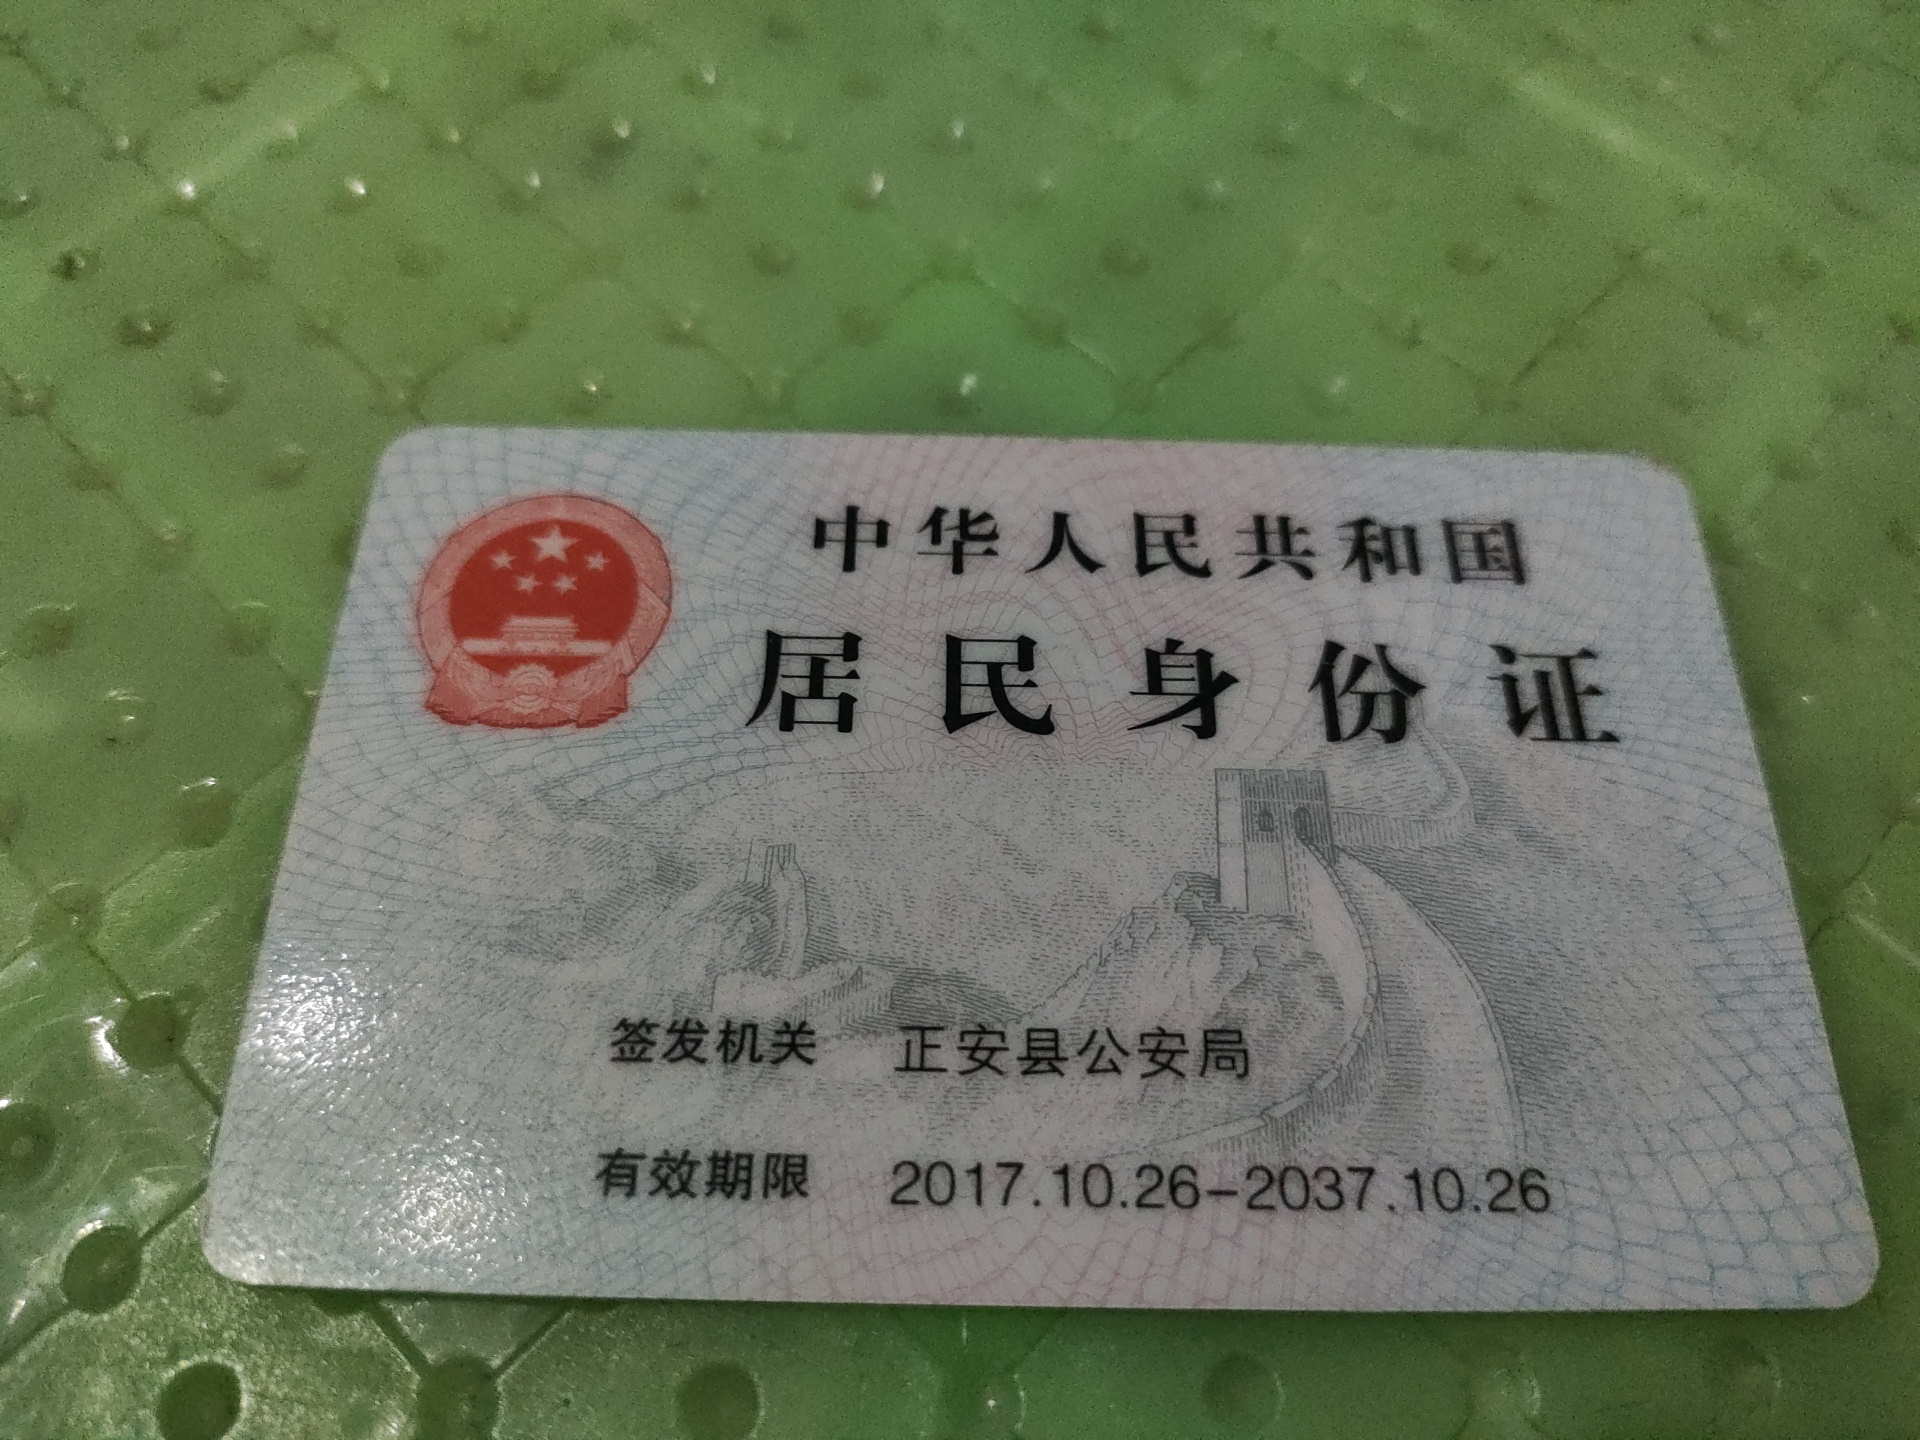 中华人民共和国
居民身份证
签发机关 正安县公安局
有效期限 2017.10.26-2037.10.26